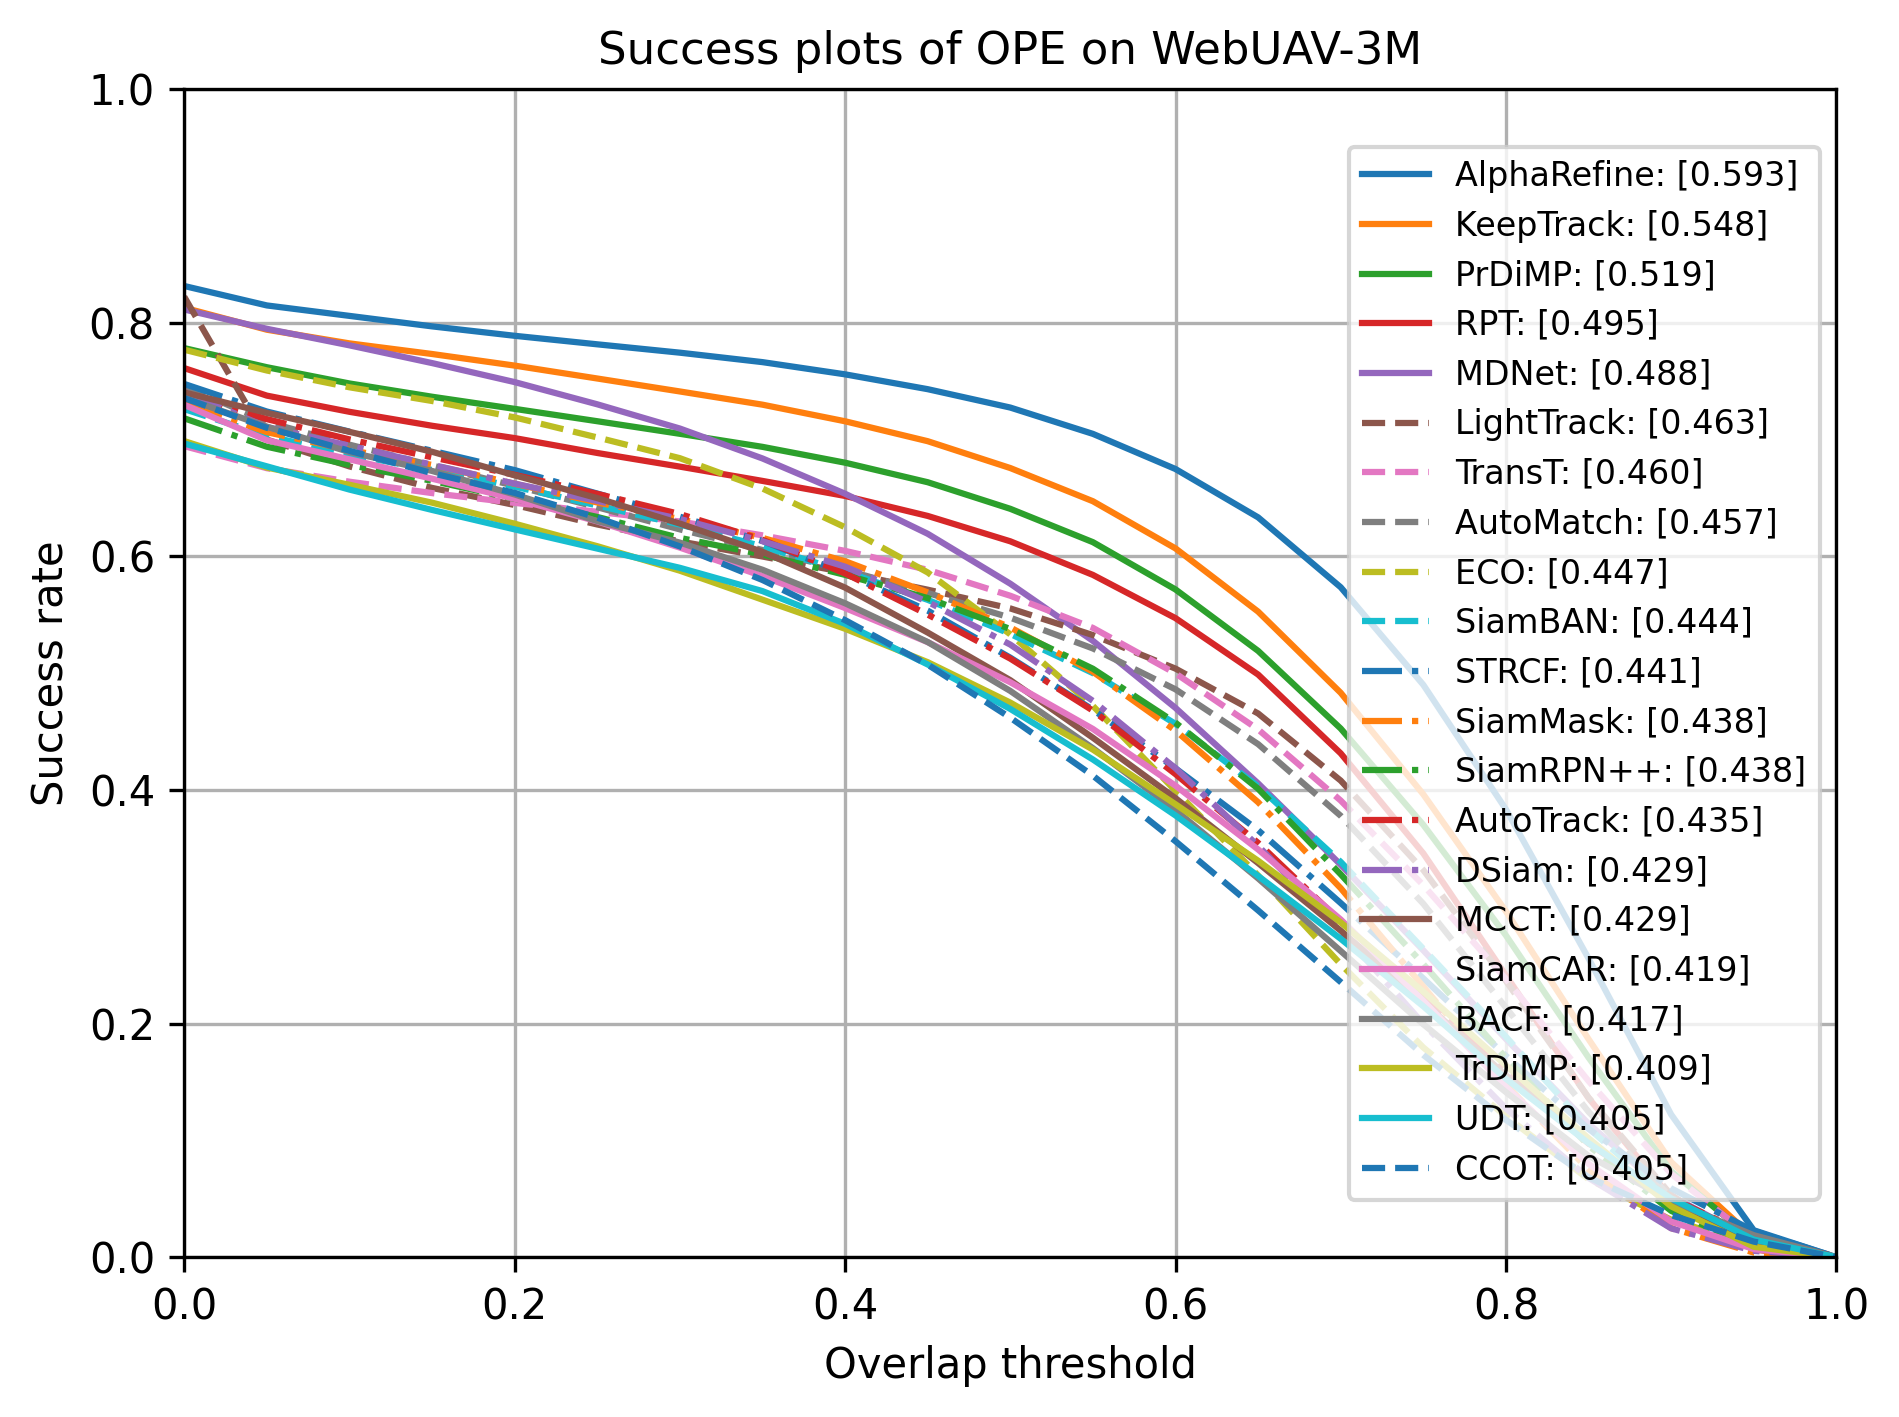 Success plots of OPE on WebUAV-3M
1.0
0.8
0.6
0.4
0.2
0.0
Success rate
AlphaRefine: [0.593]
KeepTrack: [0.548]
PrDiMP: [0.519]
RPT: [0.495]
MDNet: [0.488]
LightTrack: [0.463]
TransT: [0.460]
AutoMatch: [0.457]
ECO: [0.447]
SiamBAN: [0.444]
STRCF: [0.441]
SiamMask: [0.438]
SiamRPN++: [0.438]
AutoTrack: [0.435]
DSiam: [0.429]
MCCT: [0.429]
SiamCAR: [0.419]
BACF: [0.417]
TrDiMP: [0.409]
UDT: [0.405]
CCOT: [0.405]
0.0 0.2 0.4 0.6 0.8 1.0
Overlap threshold